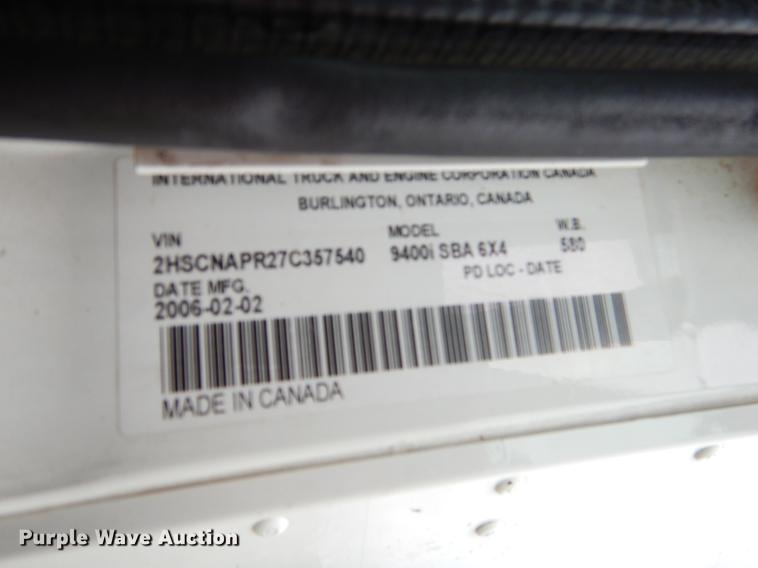 INTERNATIONAL TRUCK AND ENGINE CORPORATION CANADA
BURLINGTON, ONTARIO, CANADA
VIN MODEL W.B.
2HSCNAPR27C357540 9400i SBA 6X4 580
DATE MFG. PD LOC - DATE
2006-02-02
MADE IN CANADA
Purple Wave Auction